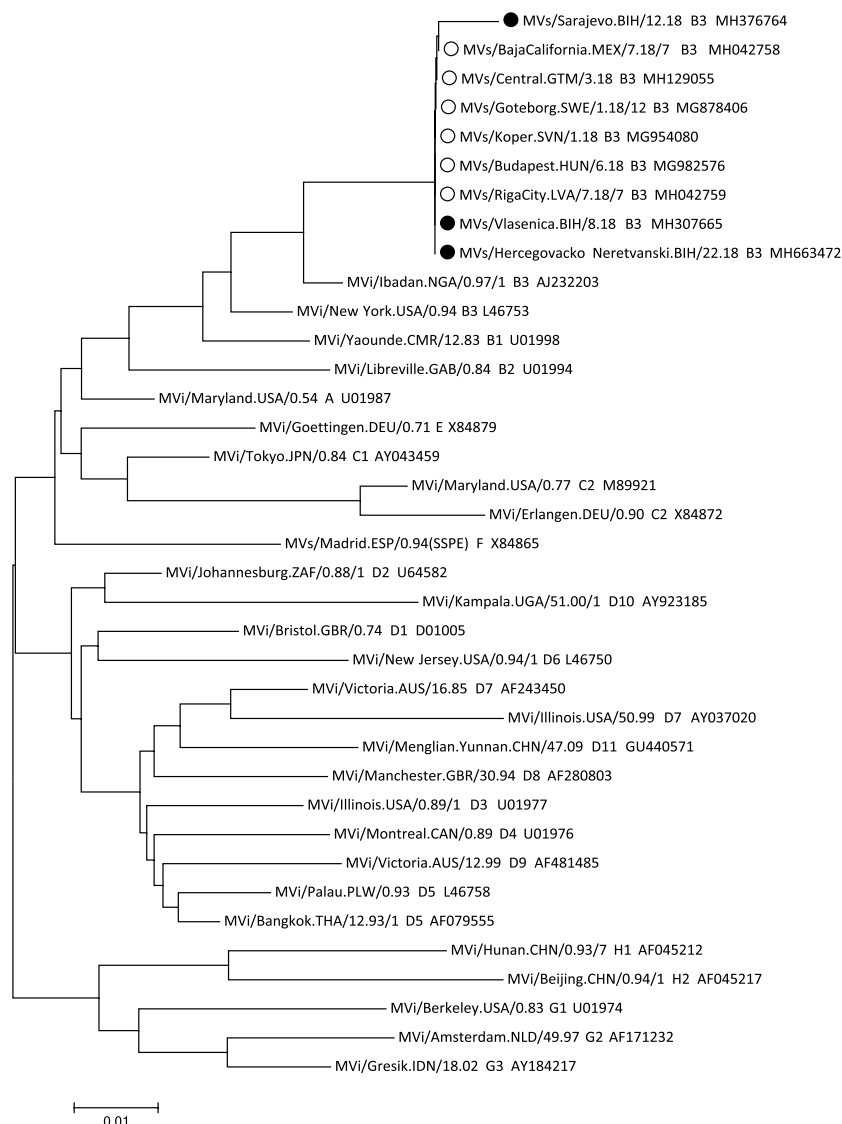 MVs/Sarajevo.BIH/12.18 B3 MH376764
MVs/BajaCalifornia.MEX/7.18/7 B3 MH042758
MVs/Central.GTM/3.18 B3 MH129055
MVs/Goteborg.SWE/1.18/12 B3 MG878406
MVs/Koper.SVN/1.18 B3 MG954080
MVs/Budapest.HUN/6.18 B3 MG982576
MVs/RigaCity.LVA/7.18/7 B3 MH042759
MVs/Vlasenica.BIH/8.18 B3 MH307665
MVs/Hercegovacko Neretvanski.BIH/22.18 B3 MH663472
MVi/Ibadan.NGA/0.97/1 B3 AJ232203
MVi/New York.USA/0.94 B3 L46753
MVi/Yaounde.CMR/12.83 B1 U01998
MVi/Libreville.GAB/0.84 B2 U01994
MVi/Maryland.USA/0.54 A U01987
MVi/Goettingen.DEU/0.71 E X84879
MVi/Tokyo.JPN/0.84 C1 AY043459
MVi/Maryland.USA/0.77 C2 M89921
MVi/Erlangen.DEU/0.90 C2 X84872
MVs/Madrid.ESP/0.94(SSPE) F X84865
MVi/Johannesburg.ZAF/0.88/1 D2 U64582
MVi/Kampala.UGA/51.00/1 D10 AY923185
MVi/Bristol.GBR/0.74 D1 D01005
MVi/New Jersey.USA/0.94/1 D6 L46750
MVi/Victoria.AUS/16.85 D7 AF243450
MVi/Illinois.USA/50.99 D7 AY037020
MVi/Menglian.Yunnan.CHN/47.09 D11 GU440571
MVi/Manchester.GBR/30.94 D8 AF280803
MVi/Illinois.USA/0.89/1 D3 U01977
MVi/Montreal.CAN/0.89 D4 U01976
MVi/Victoria.AUS/12.99 D9 AF481485
MVi/Palau.PLW/0.93 D5 L46758
MVi/Bangkok.THA/12.93/1 D5 AF079555
MVi/Hunan.CHN/0.93/7 H1 AF045212
MVi/Beijing.CHN/0.94/1 H2 AF045217
MVi/Berkeley.USA/0.83 G1 U01974
MVi/Amsterdam.NLD/49.97 G2 AF171232
MVi/Gresik.IDN/18.02 G3 AY184217
0.01